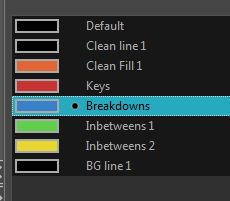 Default
Clean line 1
Clean Fill 1
Keys
Breakdowns
Inbetweens 1
Inbetweens 2
BG line 1